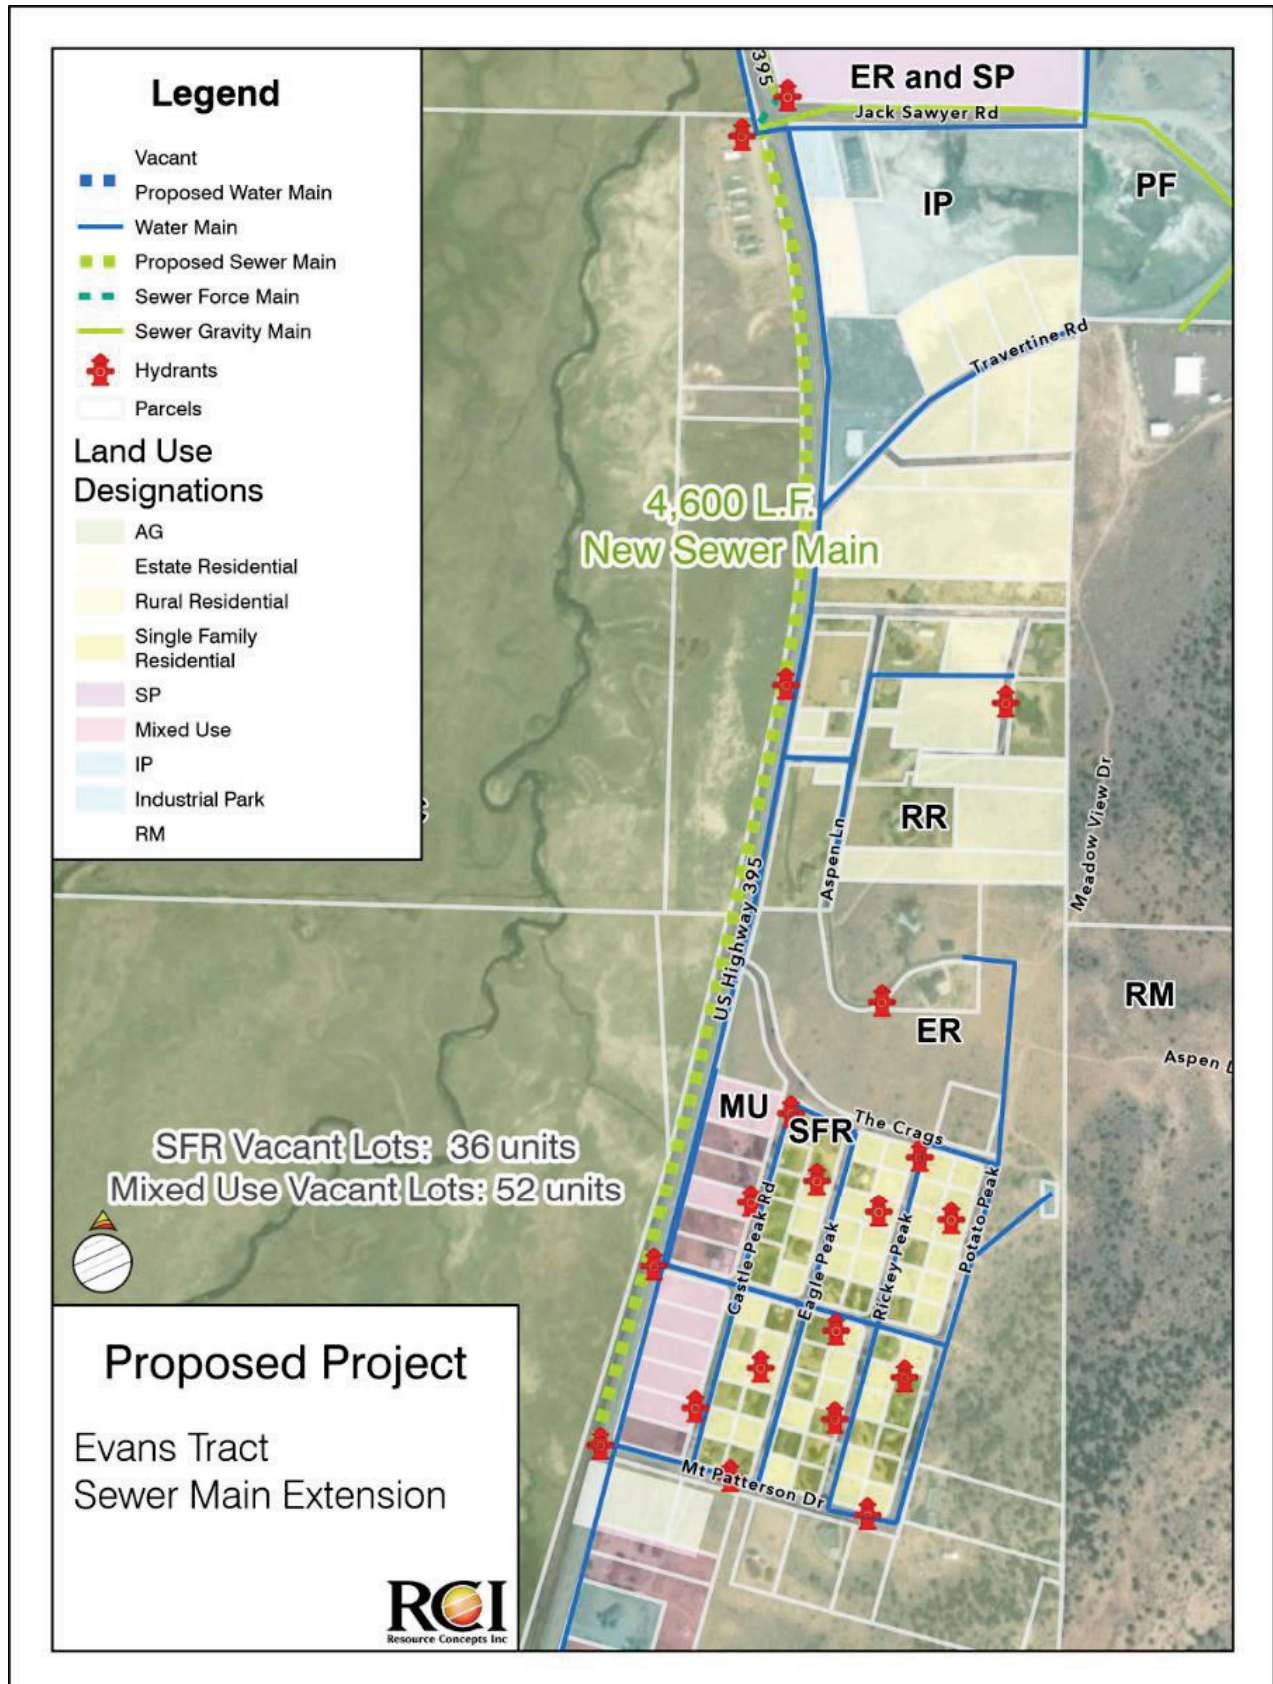 Legend
Vacant
Proposed Water Main
Water Main
Proposed Sewer Main
Sewer Force Main
Sewer Gravity Main
Hydrants
Parcels
Land Use
Designations
AG
Estate Residential
Rural Residential
Single Family
Residential
SP
Mixed Use
IP
Industrial Park
RM
395
ER and SP
Jack Sawyer Rd
IP
PF
Travertine Rd
4,600 L.F.
New Sewer Main
RR
Aspen Ln
Meadow View Dr
US Highway 395
RM
ER
Aspen L
MU
SFR
The Crags
SFR Vacant Lots: 36 units
Mixed Use Vacant Lots: 52 units
Castle Peak Rd
Eagle Peak
Rickey Peak
Potato Peak
Mt Patterson Dr
Proposed Project
Evans Tract
Sewer Main Extension
RCI
Resource Concepts Inc